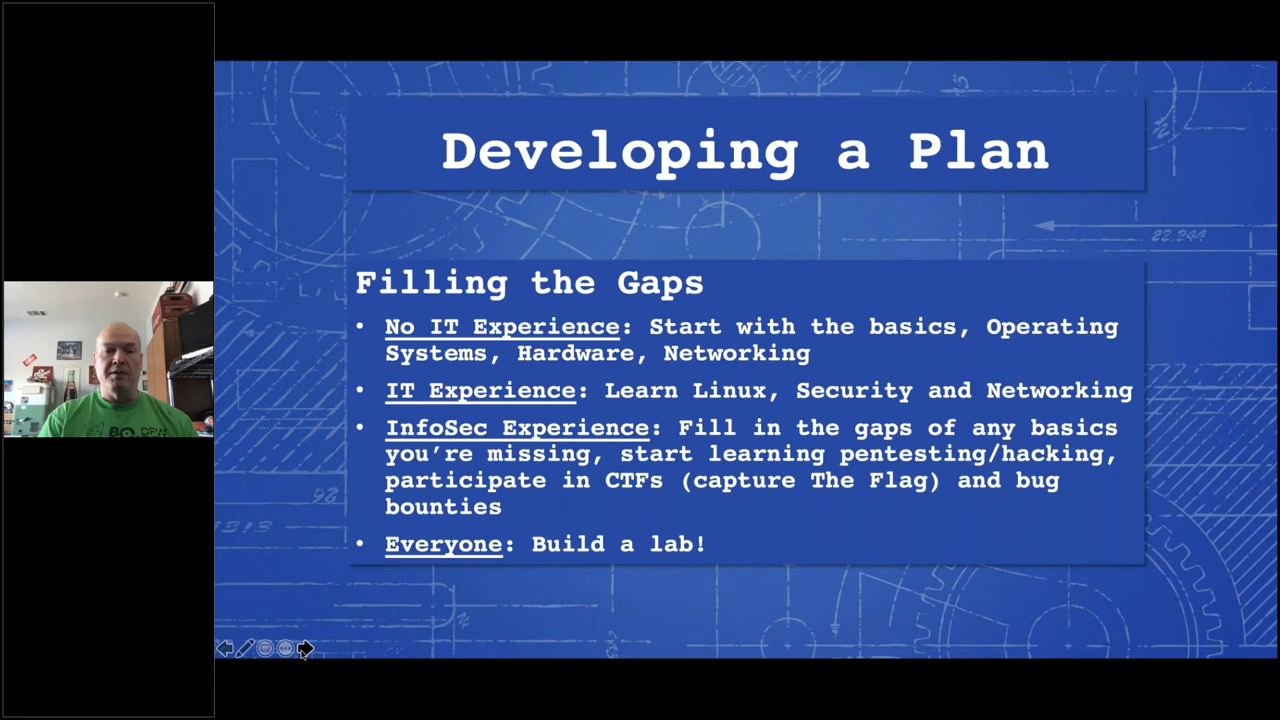 Developing a Plan
Filling the Gaps
• No IT Experience: Start with the basics, Operating
Systems, Hardware, Networking
• IT Experience: Learn Linux, Security and Networking
• InfoSec Experience: Fill in the gaps of any basics
you're missing, start learning pentesting/hacking,
participate in CTFs (capture The Flag) and bug
bounties
• Everyone: Build a lab!
22.244